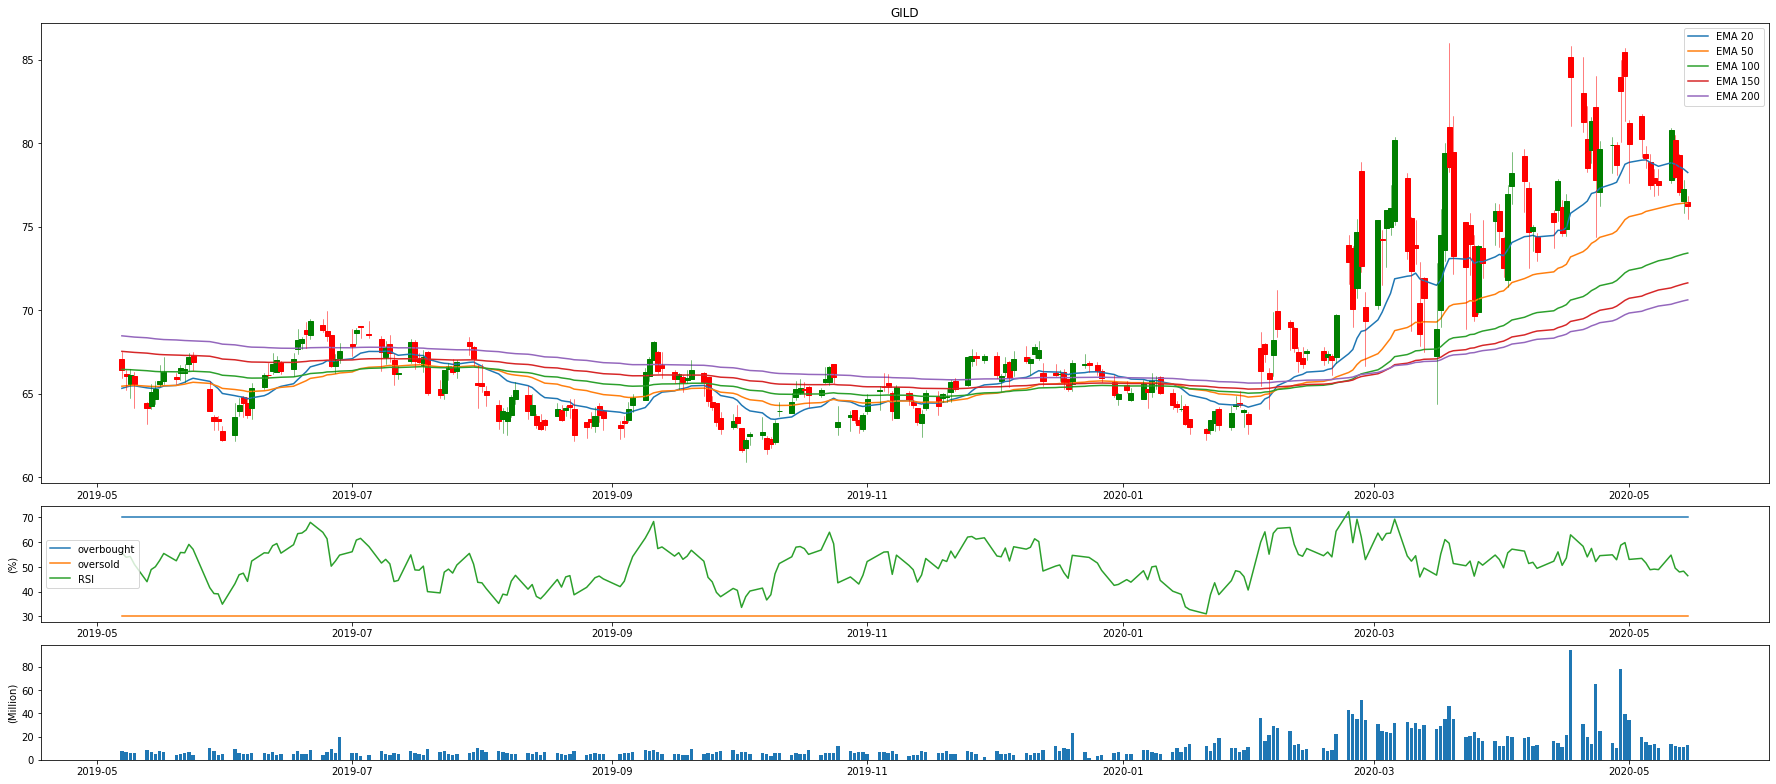 GILD
85
80
75
70
65
60
EMA 20
EMA 50
EMA 100
EMA 150
EMA 200
2019-05 2019-07 2019-09 2019-11 2020-01 2020-03 2020-05
(%)
70
60
50
40
30
overbought
oversold
RSI
2019-05 2019-07 2019-09 2019-11 2020-01 2020-03 2020-05
(Million)
80
60
40
20
0
2019-05 2019-07 2019-09 2019-11 2020-01 2020-03 2020-05